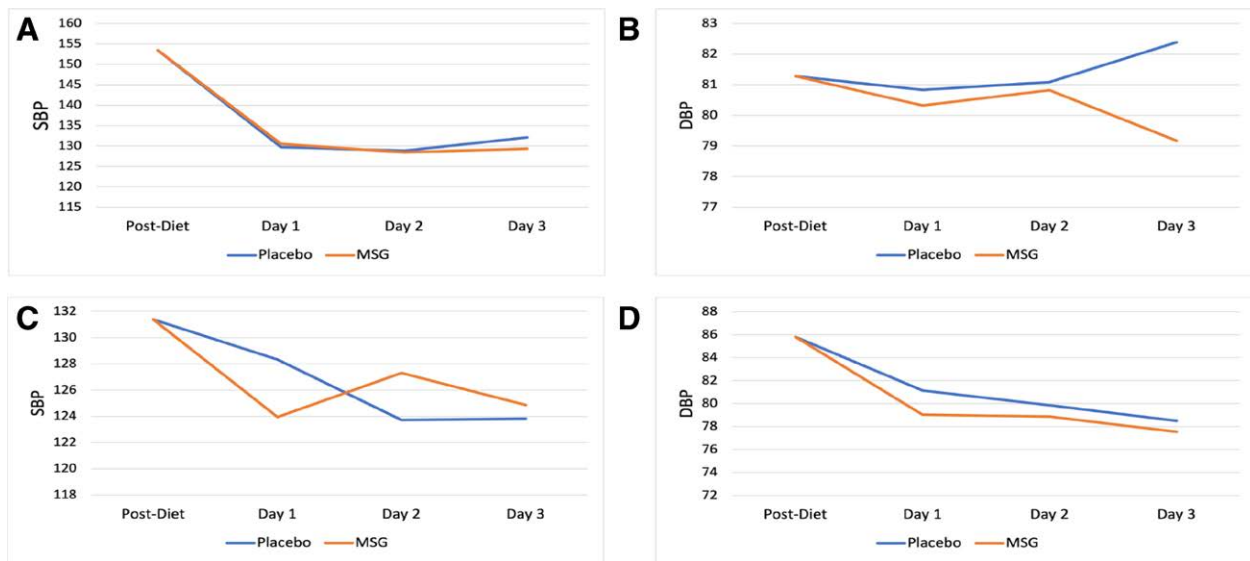 A
160
155
150
145
140
135
130
125
120
115
SBP
Post-Diet Day 1 Day 2 Day 3
Placebo MSG
B
83
82
81
80
79
78
77
DBP
Post-Diet Day 1 Day 2 Day 3
Placebo MSG
C
132
130
128
126
124
122
120
118
SBP
Post-Diet Day 1 Day 2 Day 3
Placebo MSG
D
88
86
84
82
80
78
76
74
72
DBP
Post-Diet Day 1 Day 2 Day 3
Placebo MSG